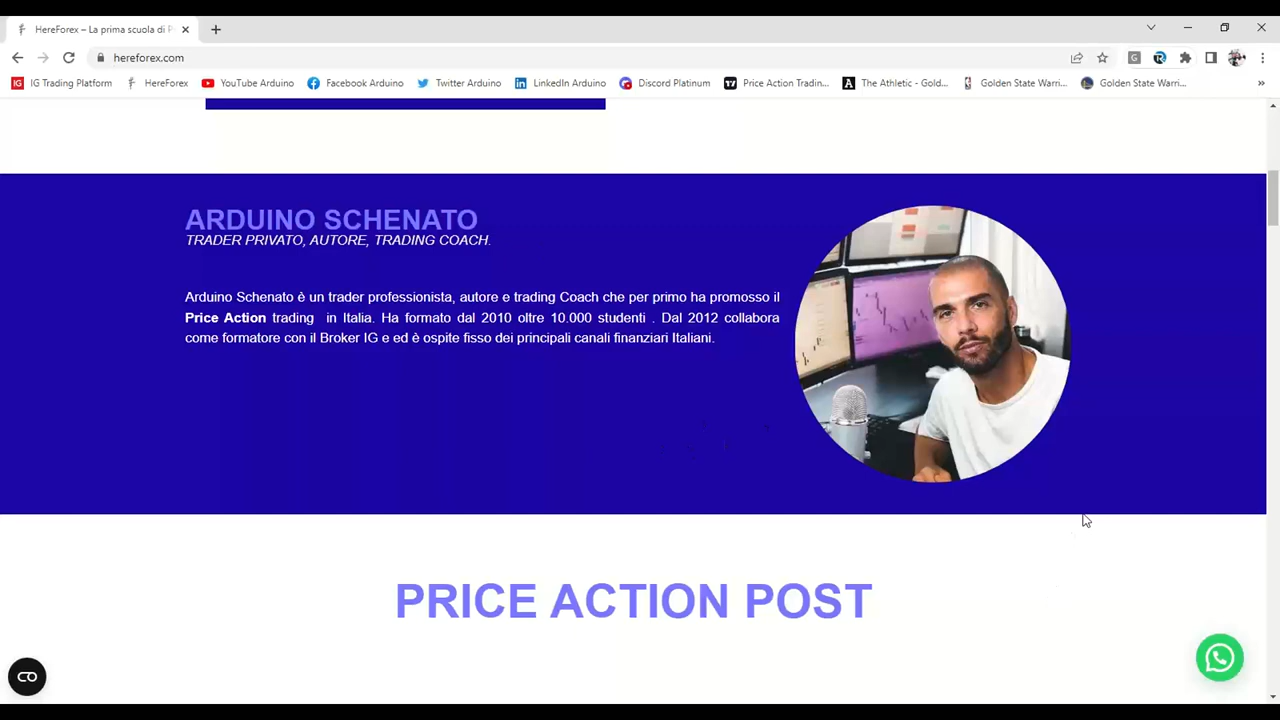 HereForex – La prima scuola di P
hereforex.com
IG Trading Platform HereForex YouTube Arduino Facebook Arduino Twitter Arduino LinkedIn Arduino Discord Platinum Price Action Tradin... The Athletic - Gold... Golden State Warri... Golden State Warri... »
ARDUINO SCHENATO
TRADER PRIVATO, AUTORE, TRADING COACH.
Arduino Schenato è un trader professionista, autore e trading Coach che per primo ha promosso il
Price Action trading in Italia. Ha formato dal 2010 oltre 10.000 studenti . Dal 2012 collabora
come formatore con il Broker IG e ed è ospite fisso dei principali canali finanziari Italiani.
PRICE ACTION POST